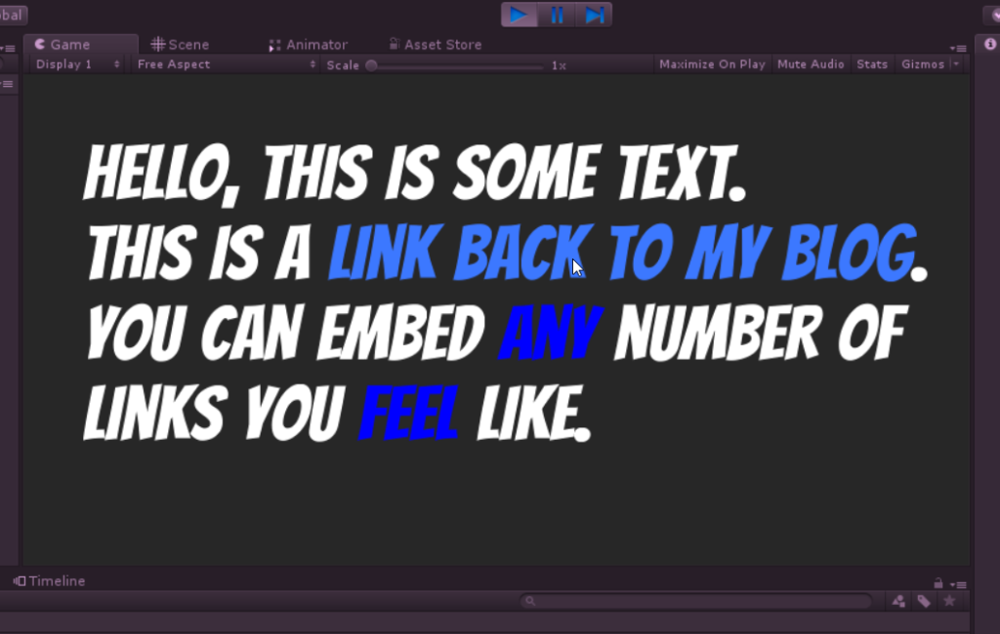 bal
Game Scene Animator Asset Store
Display 1 Free Aspect Scale 1x Maximize On Play Mute Audio Stats Gizmos
HELLO, THIS IS SOME TEXT.
THIS IS A LINK BACK TO MY BLOG.
YOU CAN EMBED ANY NUMBER OF
LINKS YOU FEEL LIKE.
Timeline